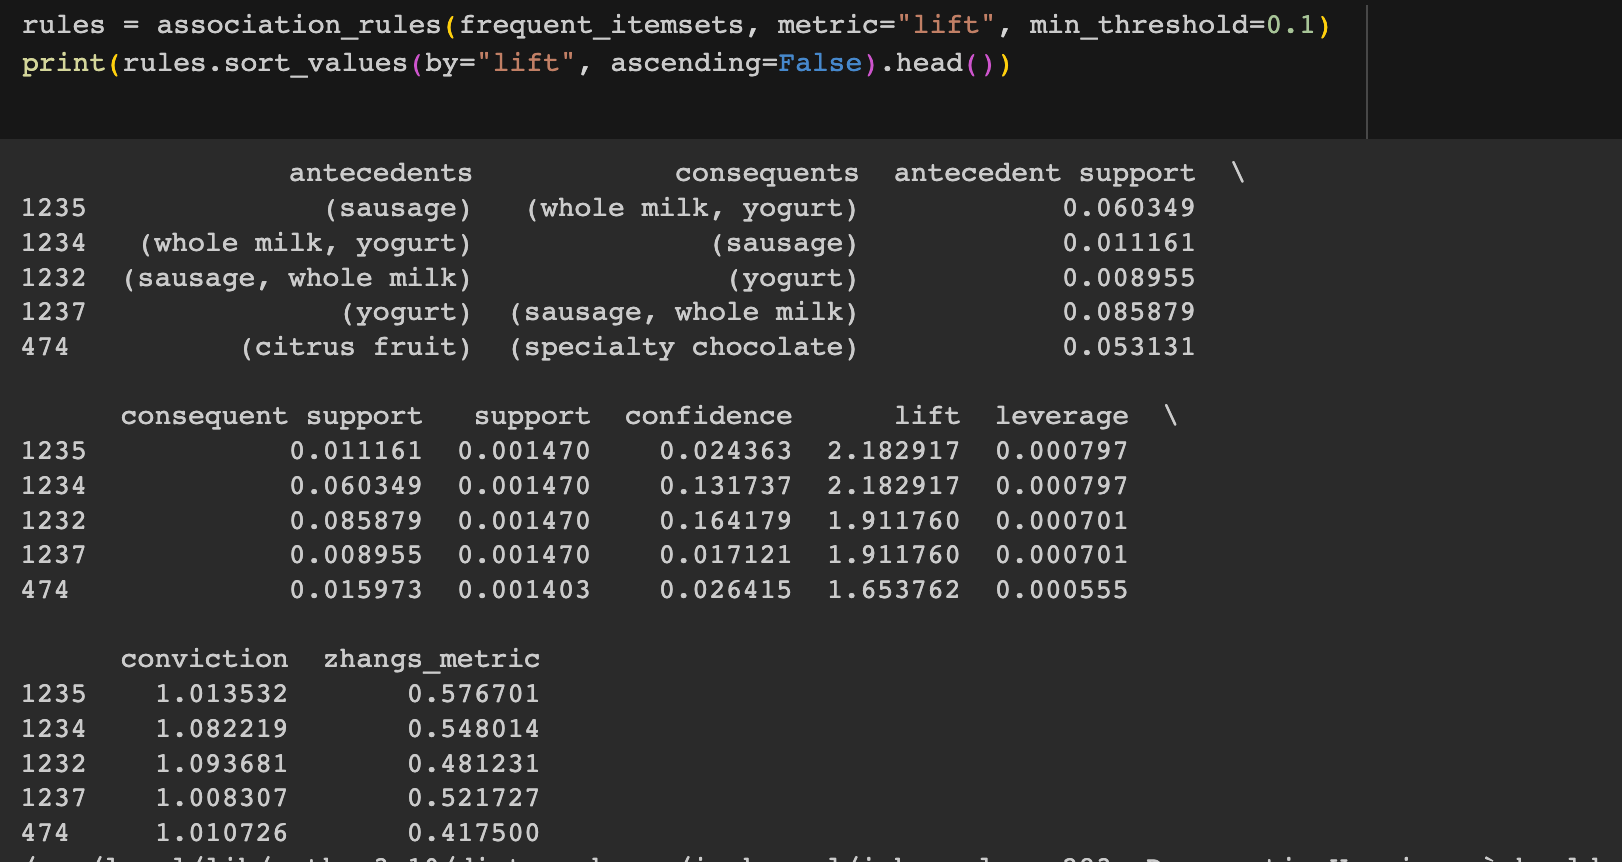 rules = association_rules(frequent_itemsets, metric="lift", min_threshold=0.1)
print(rules.sort_values(by="lift", ascending=False).head())
antecedents consequents antecedent support \
1235 (sausage) (whole milk, yogurt) 0.060349
1234 (whole milk, yogurt) (sausage) 0.011161
1232 (sausage, whole milk) (yogurt) 0.008955
1237 (yogurt) (sausage, whole milk) 0.085879
474 (citrus fruit) (specialty chocolate) 0.053131
consequent support support confidence lift leverage \
1235 0.011161 0.001470 0.024363 2.182917 0.000797
1234 0.060349 0.001470 0.131737 2.182917 0.000797
1232 0.085879 0.001470 0.164179 1.911760 0.000701
1237 0.008955 0.001470 0.017121 1.911760 0.000701
474 0.015973 0.001403 0.026415 1.653762 0.000555
conviction zhangs_metric
1235 1.013532 0.576701
1234 1.082219 0.548014
1232 1.093681 0.481231
1237 1.008307 0.521727
474 1.010726 0.417500